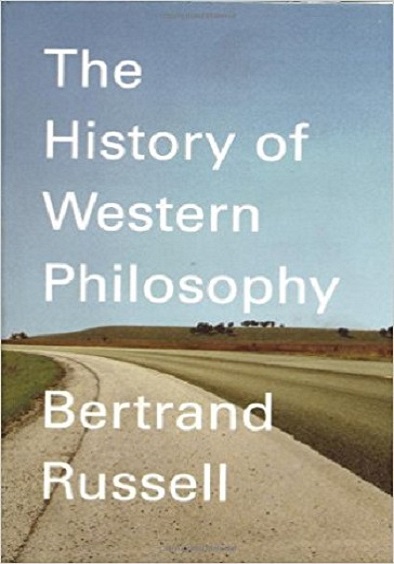 The
History of
Western
Philosophy
Bertrand
Russell